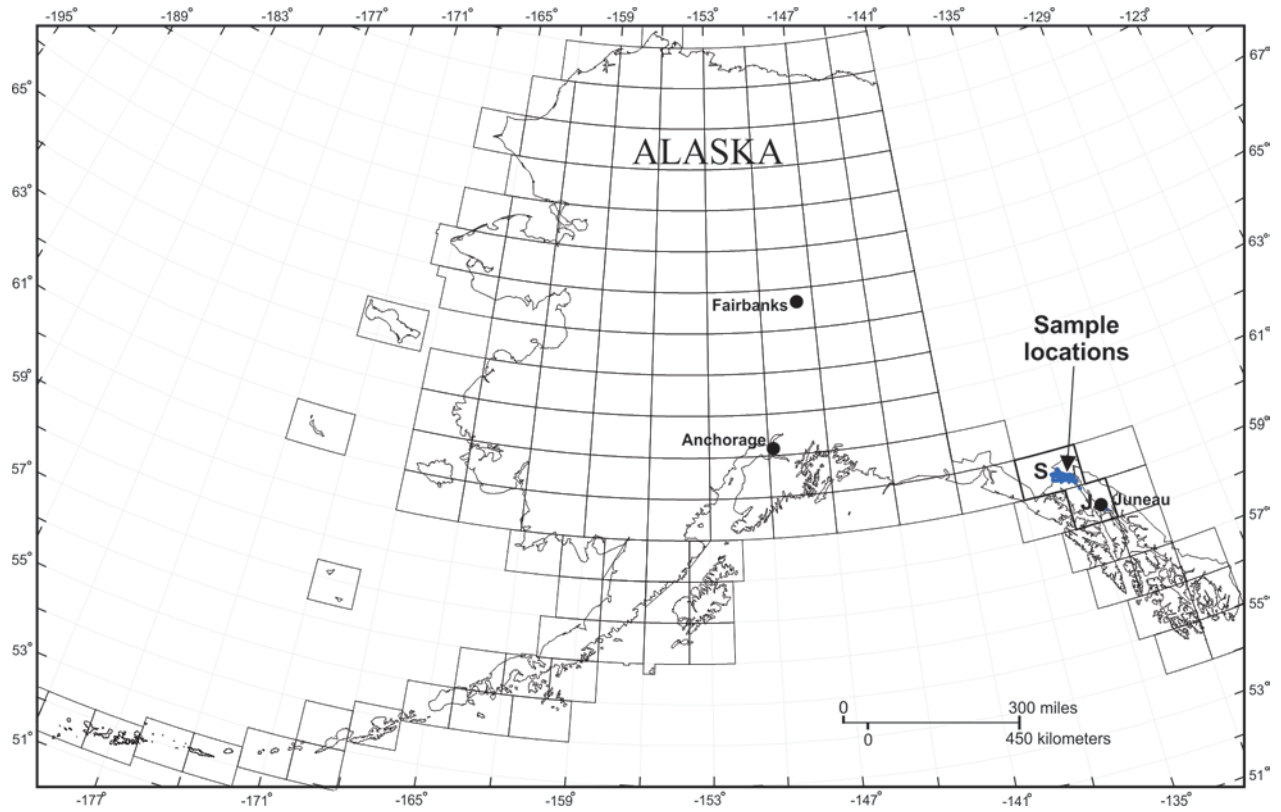 -195° -189° -183° -177° -171° -165° -159° -153° -147° -141° -135° -129° -123°
67°
65°
ALASKA
65°
63°
63°
61°
Fairbanks
61°
Sample
locations
59°
59°
Anchorage
57°
S
J Juneau
57°
55°
55°
53°
53°
0 300 miles
0 450 kilometers
51°
51°
-177° -171° -165° -159° -153° -147° -141° -135°